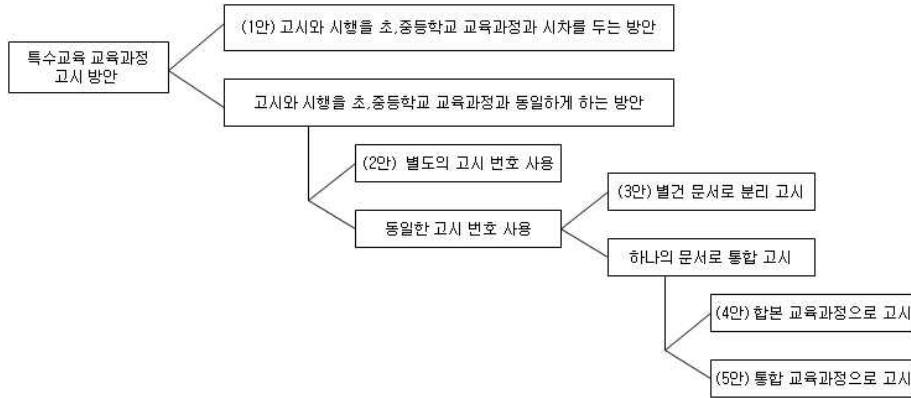 (1안) 고시와 시행을 초,중등학교 교육과정과 시차를 두는 방안
특수교육 교육과정
고시 방안
고시와 시행을 초,중등학교 교육과정과 동일하게 하는 방안
(2안) 별도의 고시 번호 사용
(3안) 별건 문서로 분리 고시
동일한 고시 번호 사용
하나의 문서로 통합 고시
(4안) 합본 교육과정으로 고시
(5안) 통합 교육과정으로 고시